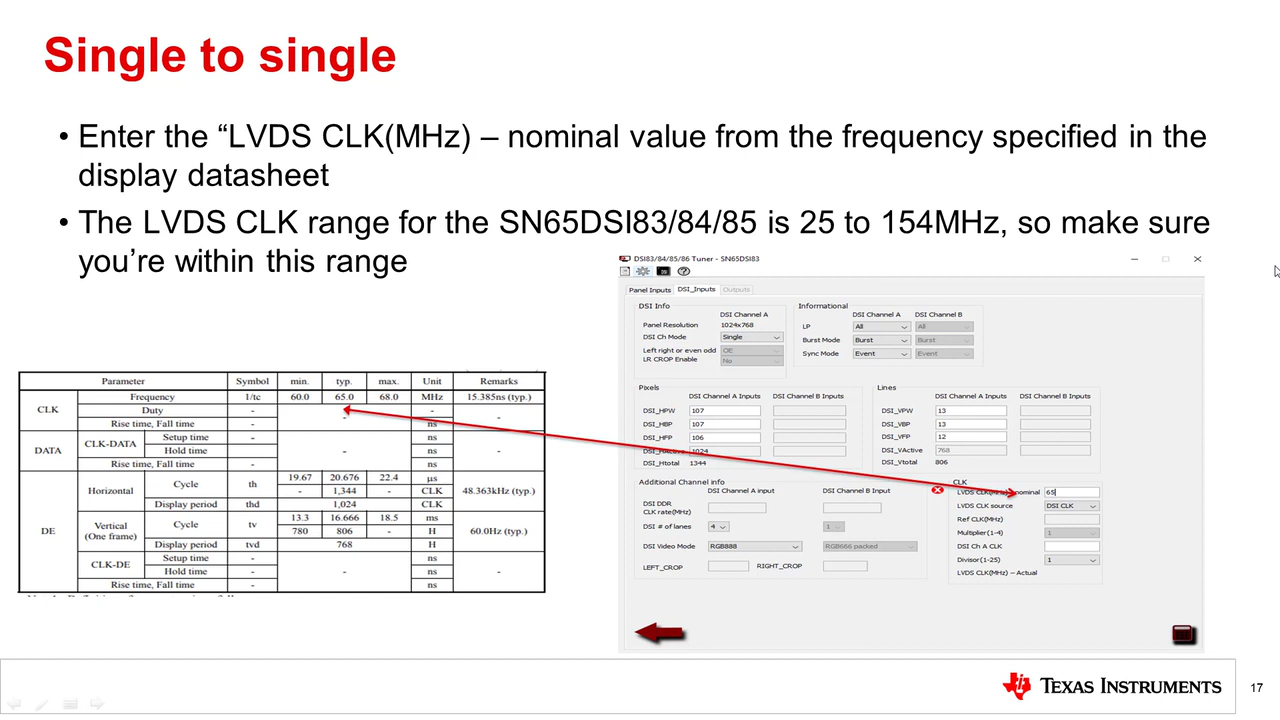 Single to single
• Enter the “LVDS CLK(MHz) – nominal value from the frequency specified in the
display datasheet
• The LVDS CLK range for the SN65DSI83/84/85 is 25 to 154MHz, so make sure
you’re within this range
Parameter Symbol min. typ. max. Unit Remarks
CLK Frequency 1/tc 60.0 65.0 68.0 MHz 15.385ns (typ.)
Duty - - - -
Rise time, Fall time - ns
DATA CLK-DATA Setup time - - ns -
Hold time - ns
Rise time, Fall time - ns
DE Horizontal Cycle th 19.67 20.676 22.4 μs 48.363kHz (typ.)
- 1,344 - CLK
Display period thd 1,024 CLK
Vertical (One frame) Cycle tv 13.3 16.666 18.5 ms 60.0Hz (typ.)
780 806 - H
Display period tvd 768 H
CLK-DE Setup time - - ns -
Hold time - ns
Rise time, Fall time - ns
DSI83/84/85/86 Tuner - SN65DSI83
Panel Inputs DSI_Inputs Outputs
DSI Info
DSI Channel A
Panel Resolution 1024x768
DSI Ch Mode Single
Left right or even odd OE
LR CROP Enable No
Informational
DSI Channel A DSI Channel B
LP All All
Burst Mode Burst Burst
Sync Mode Event Event
Pixels
DSI Channel A Inputs DSI Channel B Inputs
DSI_HPW 107
DSI_HBP 107
DSI_HFP 106
DSI_HActive 1024
DSI_Htotal 1344
Lines
DSI Channel A Inputs DSI Channel B Inputs
DSI_VPW 13
DSI_VBP 13
DSI_VFP 12
DSI_VActive 768
DSI_Vtotal 806
Additional Channel info
DSI Channel A input DSI Channel B Input
DSI DDR
CLK rate(MHz)
DSI # of lanes 4 1
DSI Video Mode RGB888 RGB666 packed
LEFT_CROP RIGHT_CROP
CLK
LVDS CLK(MHz) nominal 65
LVDS CLK source DSI CLK
Ref CLK(MHz)
Multiplier(1-4) 1
DSI Ch A CLK
Divisor(1-25) 1
LVDS CLK(MHz) – Actual
TEXAS INSTRUMENTS
17